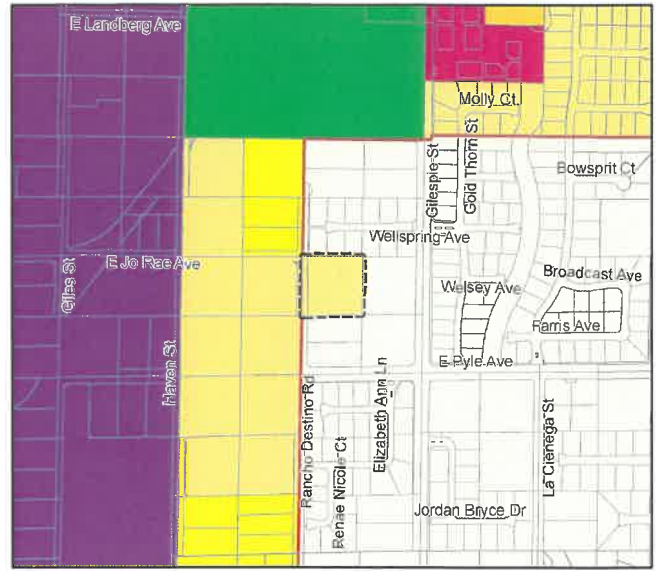 E Landberg Ave
Molly Ct.
Gillespie St
Gold Thorn St
Bowsprit Ct
Wellspring Ave
E Jo Rae Ave
Giles St
Welsey Ave
Broadcast Ave
Farris Ave
Haven St
E Pyle Ave
Rancho Destino Rd
Elizabeth Ann Ln
La Cienega St
Renae Nicole Ct
Jordan Bryce Dr